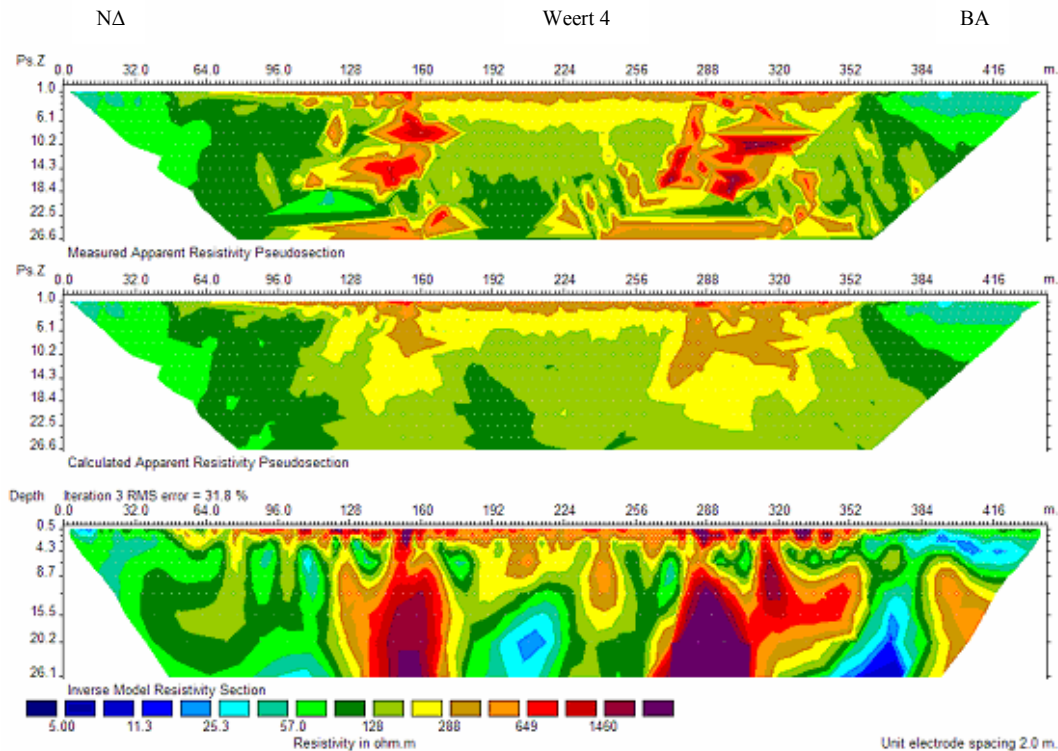 ΝΔ Weert 4 ΒΑ
Ps.Z 0.0 32.0 64.0 96.0 128 160 192 224 256 288 320 352 384 416 m.
1.0
6.1
10.2
14.3
18.4
22.5
26.6
Measured Apparent Resistivity Pseudosection
Ps.Z 0.0 32.0 64.0 96.0 128 160 192 224 256 288 320 352 384 416 m.
1.0
6.1
10.2
14.3
18.4
22.5
26.6
Calculated Apparent Resistivity Pseudosection
Depth Iteration 3 RMS error = 31.8 %
0.0 32.0 64.0 96.0 128 160 192 224 256 288 320 352 384 416 m.
0.5
4.3
8.7
15.5
20.2
26.1
Inverse Model Resistivity Section
5.00 11.3 25.3 57.0 128 288 649 1460
Resistivity in ohm.m
Unit electrode spacing 2.0 m.